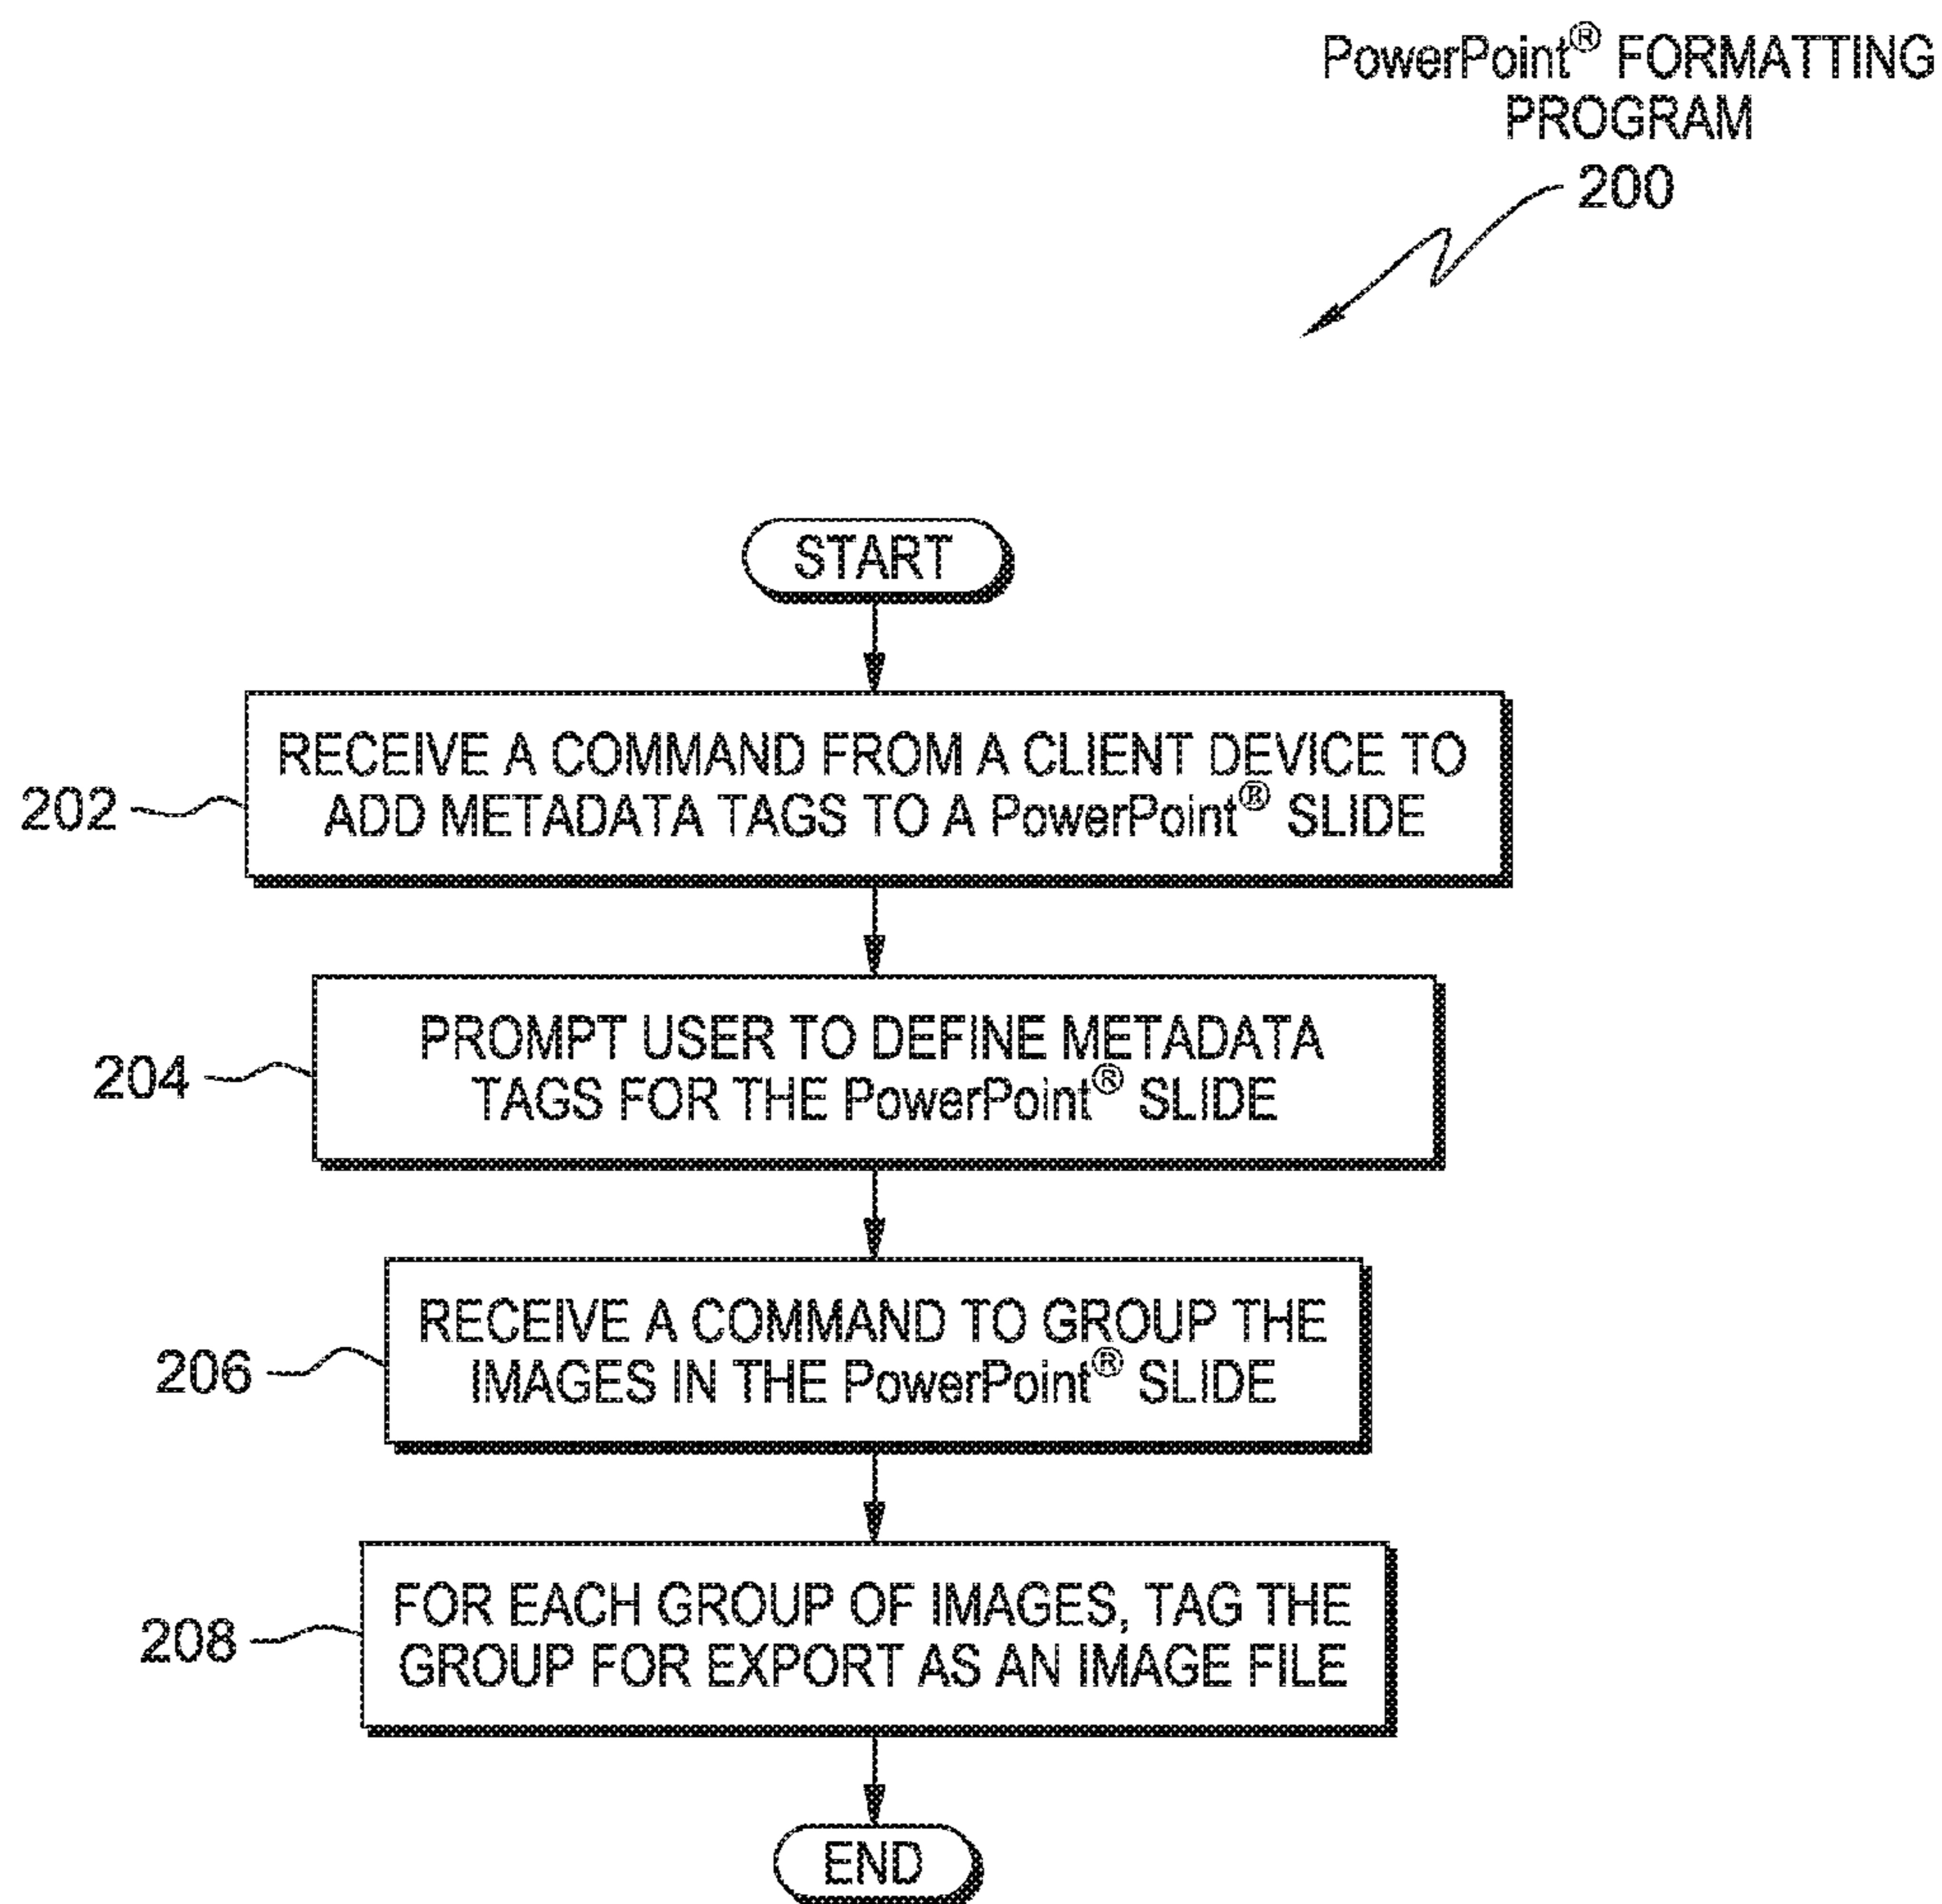 PowerPoint® FORMATTING
PROGRAM
200
START
202
RECEIVE A COMMAND FROM A CLIENT DEVICE TO
ADD METADATA TAGS TO A PowerPoint® SLIDE
204
PROMPT USER TO DEFINE METADATA
TAGS FOR THE PowerPoint® SLIDE
206
RECEIVE A COMMAND TO GROUP THE
IMAGES IN THE PowerPoint® SLIDE
208
FOR EACH GROUP OF IMAGES, TAG THE
GROUP FOR EXPORT AS AN IMAGE FILE
END